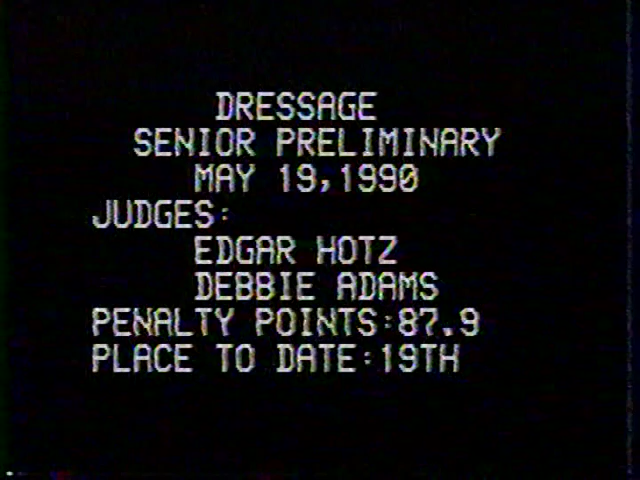 DRESSAGE
SENIOR PRELIMINARY
MAY 19,1990
JUDGES:
EDGAR HOTZ
DEBBIE ADAMS
PENALTY POINTS:87.9
PLACE TO DATE:19TH